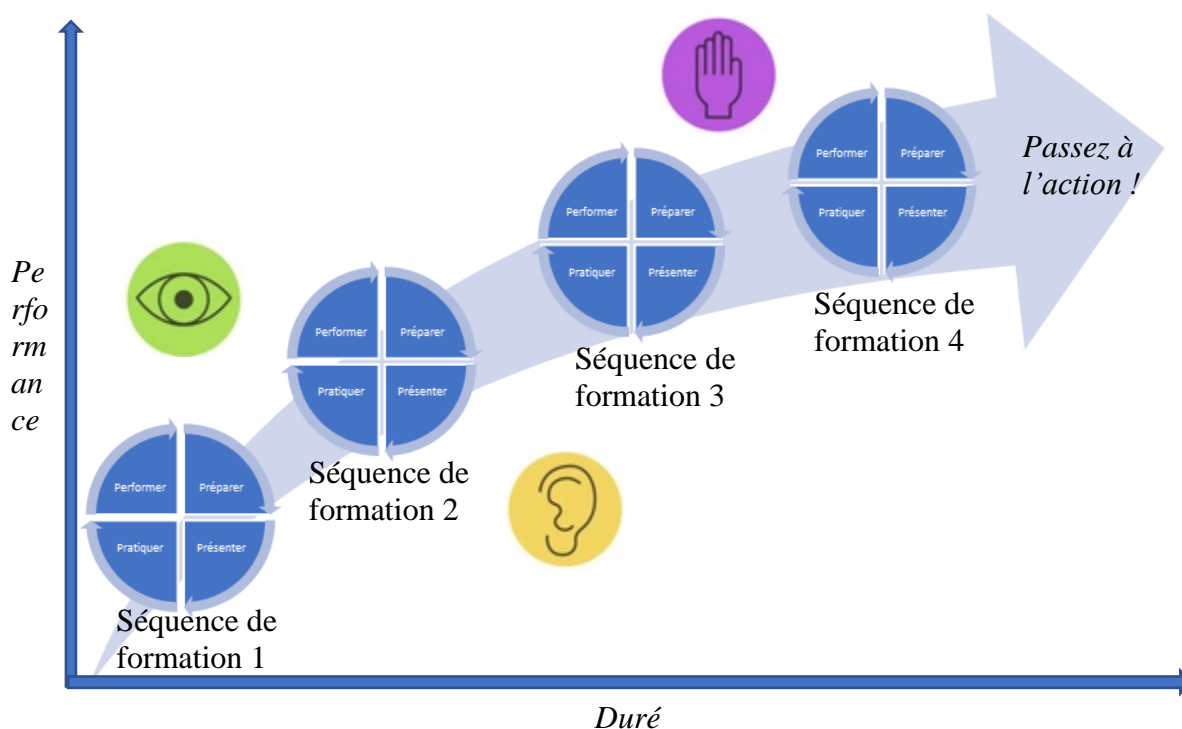 Performer
Préparer
Pratiquer
Présenter
Passez à
l’action !
Performer
Préparer
Pratiquer
Présenter
Séquence de
formation 4
Pe
rfo
rm
an
ce
Performer
Préparer
Pratiquer
Présenter
Séquence de
formation 3
Performer
Préparer
Pratiquer
Présenter
Séquence de
formation 2
Séquence de
formation 1
Duré